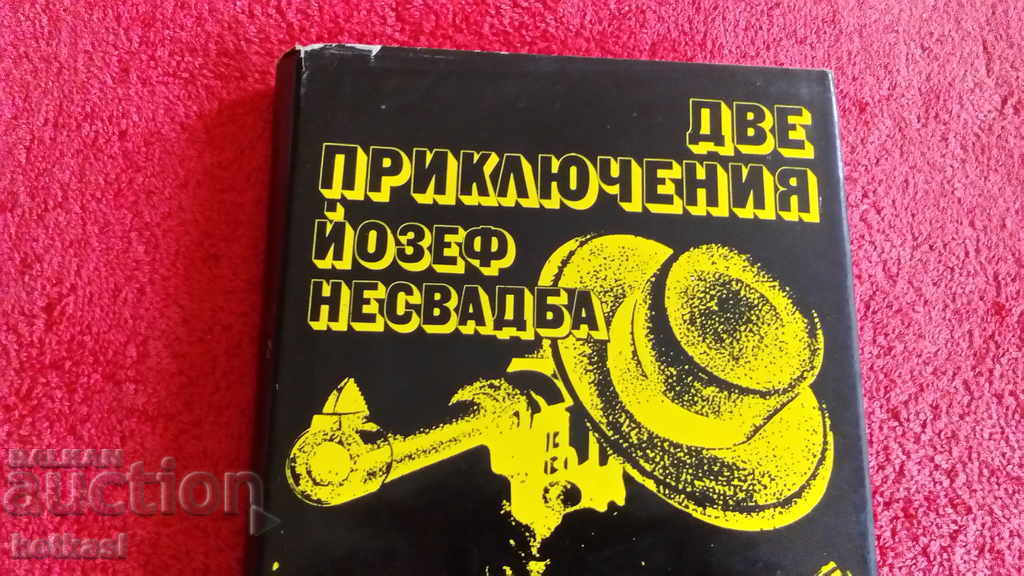 ДВЕ
ПРИКЛЮЧЕНИЯ
ЙОЗЕФ
НЕСВАДБА
BALKAN
auction
kotkasl